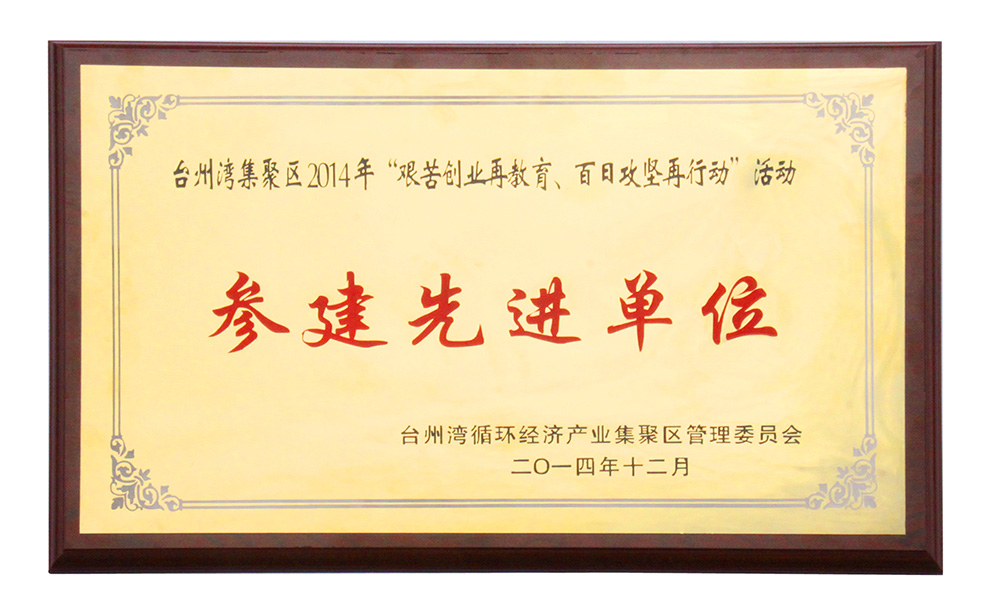 台州湾集聚区2014年“艰苦创业再教育、百日攻坚再行动”活动
参建先进单位
台州湾循环经济产业集聚区管理委员会
二〇一四年十二月